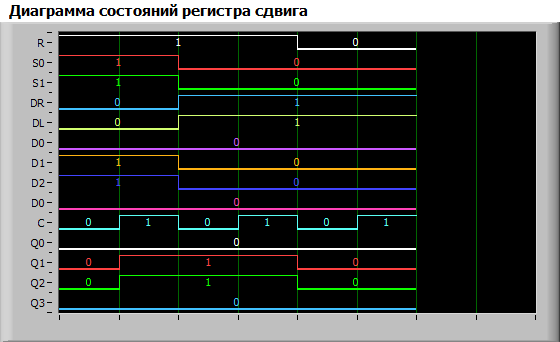 Диаграмма состояний регистра сдвига
R 1 0
S0 1 0
S1 1 0
DR 0 1
DL 0 1
D0 0
D1 1 0
D2 1 0
D0 0
C 0 1 0 1 0 1
Q0 0
Q1 0 1 0
Q2 0 1 0
Q3 0